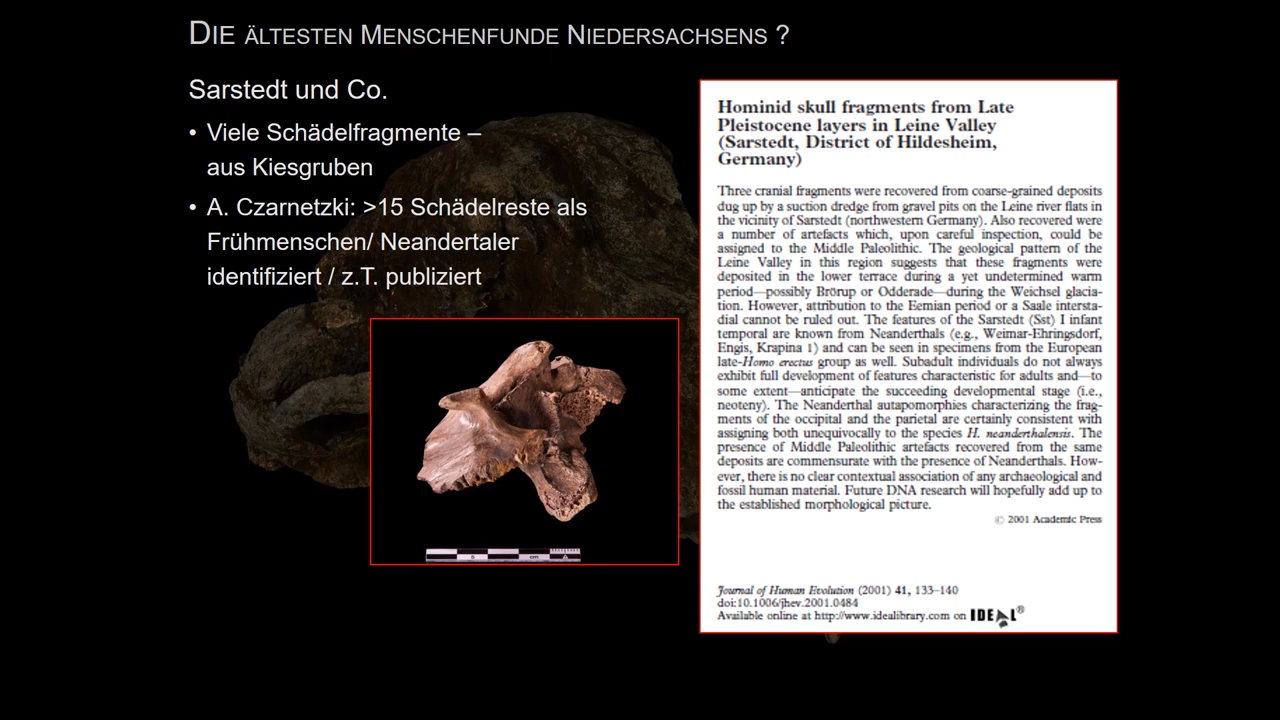 Die ältesten Menschenfunde Niedersachsens ?
Sarstedt und Co.
• Viele Schädelfragmente –
aus Kiesgruben
• A. Czarnetzki: >15 Schädelreste als
Frühmenschen/ Neandertaler
identifiziert / z.T. publiziert
Hominid skull fragments from Late
Pleistocene layers in Leine Valley
(Sarstedt, District of Hildesheim,
Germany)
Three cranial fragments were recovered from coarse-grained deposits
dug up by a suction dredge from gravel pits on the Leine river flats in
the vicinity of Sarstedt (northwestern Germany). Also recovered were
a number of artefacts which, upon careful inspection, could be
assigned to the Middle Paleolithic. The geological pattern of the
Leine Valley in this region suggests that these fragments were
deposited in the lower terrace during a yet undetermined warm
period—possibly Brörup or Odderade—during the Weichsel glacia-
tion. However, attribution to the Eemian period or a Saale intersta-
dial cannot be ruled out. The features of the Sarstedt (Sst) I infant
temporal are known from Neanderthals (e.g., Weimar-Ehringsdorf,
Engis, Krapina 1) and can be seen in specimens from the European
late-Homo erectus group as well. Subadult individuals do not always
exhibit full development of features characteristic for adults and—to
some extent—anticipate the succeeding developmental stage (i.e.,
neoteny). The Neanderthal autapomorphies characterizing the frag-
ments of the occipital and the parietal are certainly consistent with
assigning both unequivocally to the species H. neanderthalensis. The
presence of Middle Paleolithic artefacts recovered from the same
deposits are commensurate with the presence of Neanderthals. How-
ever, there is no clear contextual association of any archaeological and
fossil human material. Future DNA research will hopefully add up to
the established morphological picture.
© 2001 Academic Press
Journal of Human Evolution (2001) 41, 133–140
doi:10.1006/jhev.2001.0484
Available online at http://www.idealibrary.com on IDEAL®